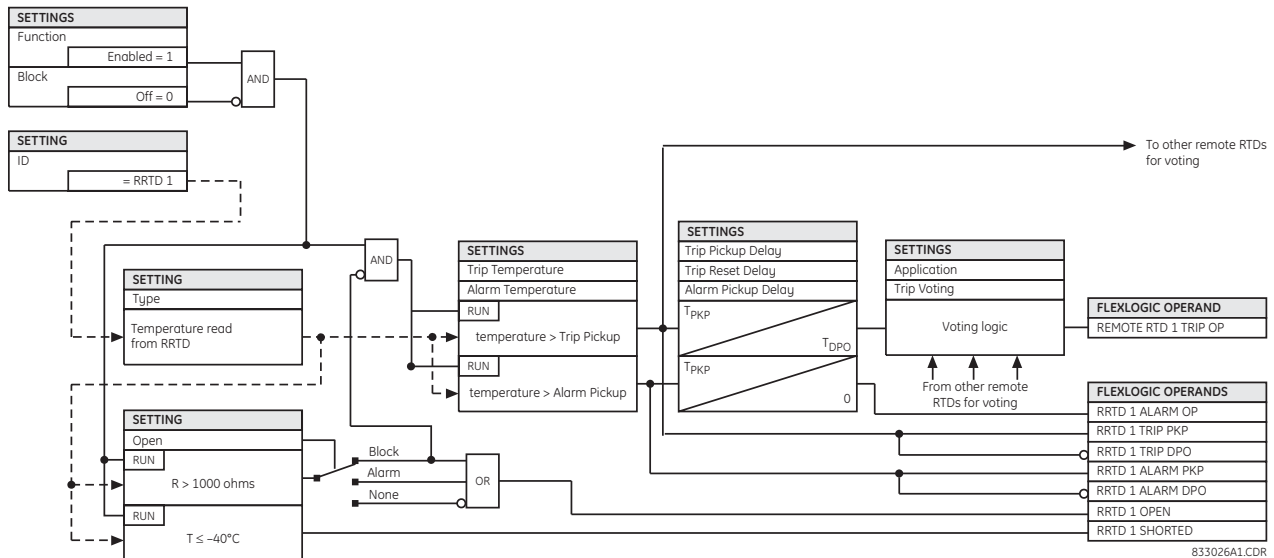 SETTINGS
Function
Enabled = 1
Block
Off = 0
AND
SETTING
ID
= RRTD 1
To other remote RTDs
for voting
SETTING
Type
Temperature read
from RRTD
AND
SETTINGS
Trip Temperature
Alarm Temperature
RUN
temperature > Trip Pickup
RUN
temperature > Alarm Pickup
SETTINGS
Trip Pickup Delay
Trip Reset Delay
Alarm Pickup Delay
TPKP
TDPO
TPKP
0
SETTINGS
Application
Trip Voting
Voting logic
From other remote
RTDs for voting
FLEXLOGIC OPERAND
REMOTE RTD 1 TRIP OP
FLEXLOGIC OPERANDS
RRTD 1 ALARM OP
RRTD 1 TRIP PKP
RRTD 1 TRIP DPO
RRTD 1 ALARM PKP
RRTD 1 ALARM DPO
RRTD 1 OPEN
RRTD 1 SHORTED
SETTING
Open
RUN
R > 1000 ohms
RUN
T ≤ –40°C
Block
Alarm
None
OR
833026A1.CDR